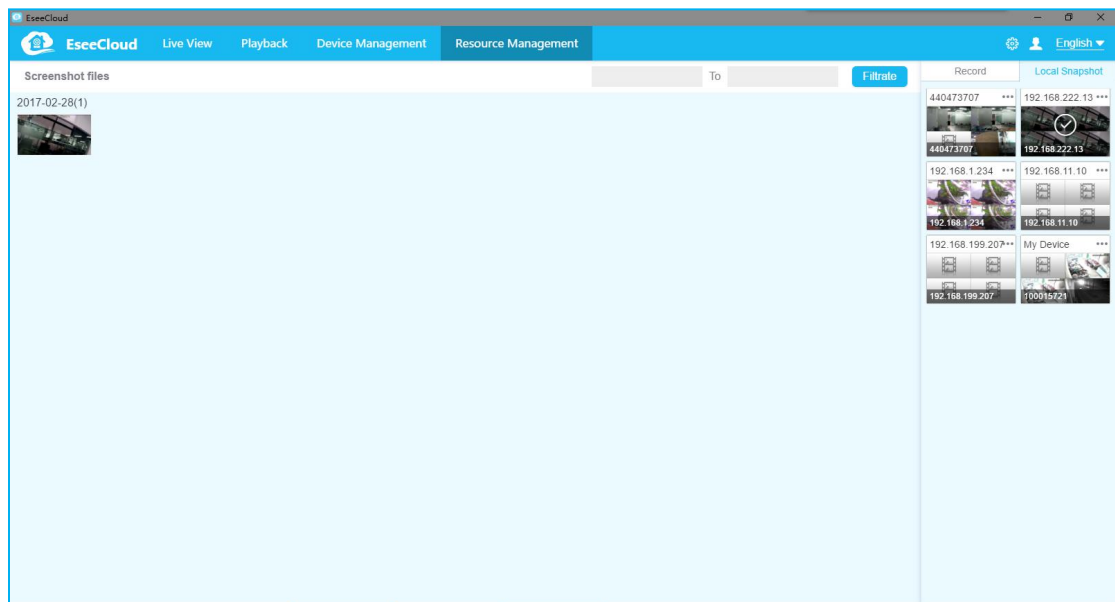 EseeCloud
EseeCloud Live View Playback Device Management Resource Management English
Screenshot files To Filtrate Record Local Snapshot
2017-02-28(1)
440473707 ••• 192.168.222.13 •••
440473707 192.168.222.13
192.168.1.234 ••• 192.168.11.10 •••
192.168.1.234 192.168.11.10
192.168.199.207 ••• My Device •••
192.168.199.207 100015721